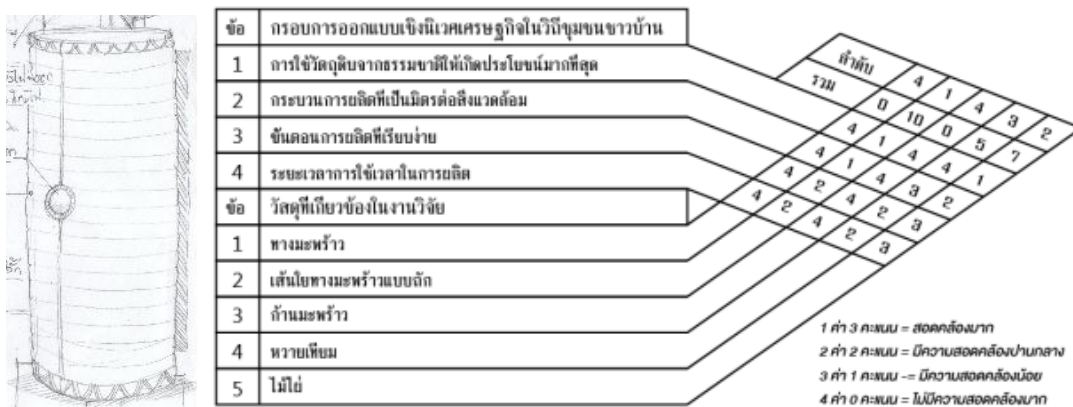 ข้อ กรอบการออกแบบเชิงนิเวศเศรษฐกิจในวิถีชุมชนชาวบ้าน
1 การใช้วัตถุดิบจากธรรมชาติให้เกิดประโยชน์มากที่สุด
2 กระบวนการผลิตที่เป็นมิตรต่อสิ่งแวดล้อม
3 ขั้นตอนการผลิตที่เรียบง่าย
4 ระยะเวลาการใช้เวลาในการผลิต
ข้อ วัสดุที่เกี่ยวข้องในงานวิจัย
1 ทางมะพร้าว
2 เส้นใยทางมะพร้าวแบบถัก
3 ก้านมะพร้าว
4 หวายเทียม
5 ไม้ไผ่
ลำดับ 4 1 4 3 2
รวม 0 10 0 5 7
4 1 4 4 1
4 1 4 3 2
4 2 4 2 3
4 2 4 2 3
1 ค่า 3 คะแนน = สอดคล้องมาก
2 ค่า 2 คะแนน = มีความสอดคล้องปานกลาง
3 ค่า 1 คะแนน -= มีความสอดคล้องน้อย
4 ค่า 0 คะแนน = ไม่มีความสอดคล้องมาก